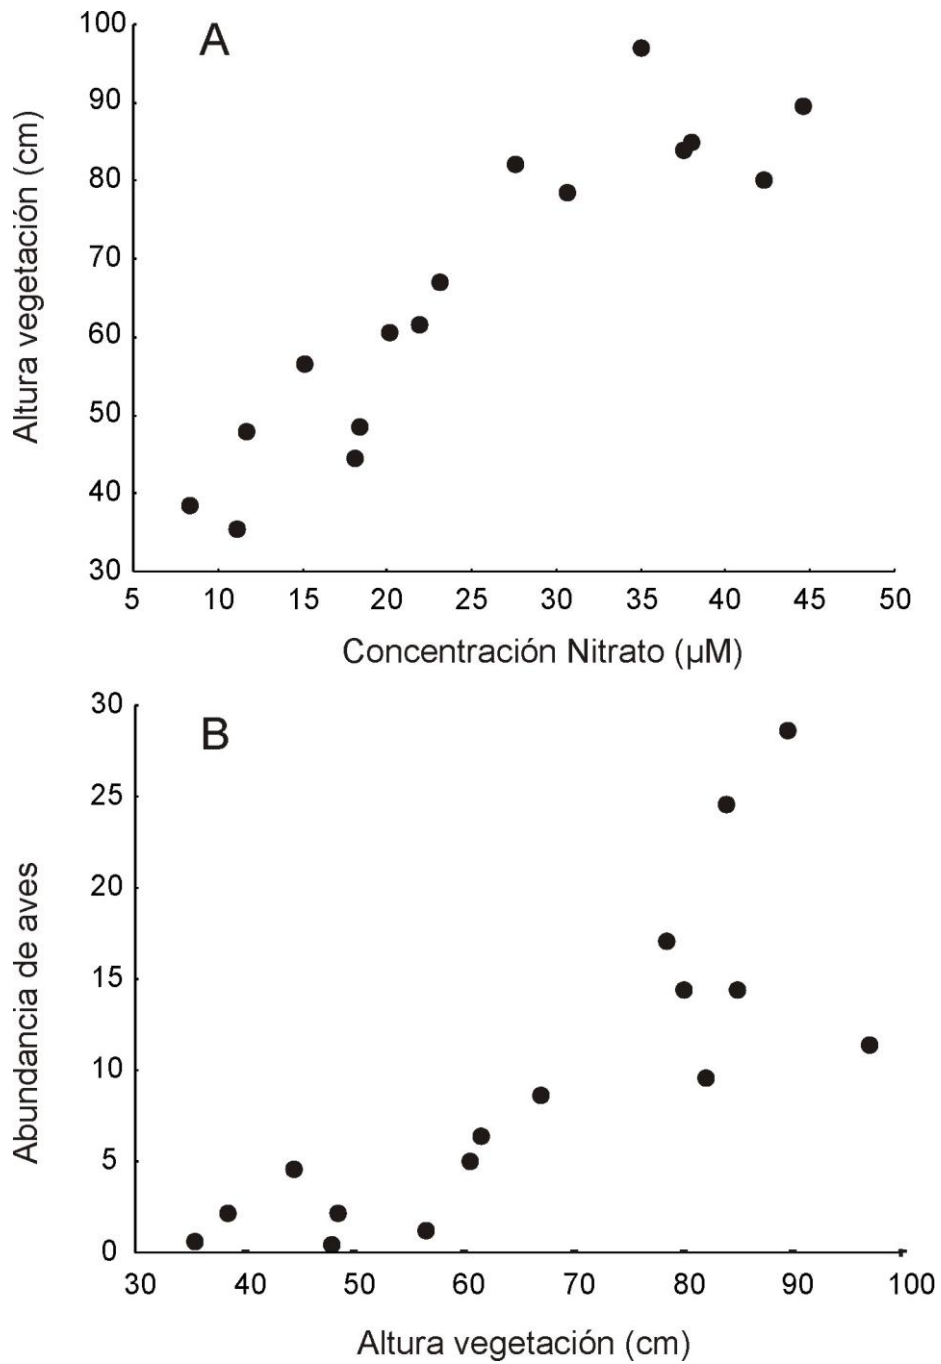 A
100
90
80
70
60
50
40
30
Altura vegetación (cm)
5 10 15 20 25 30 35 40 45 50
Concentración Nitrato (µM)
B
30
25
20
15
10
5
0
Abundancia de aves
30 40 50 60 70 80 90 100
Altura vegetación (cm)